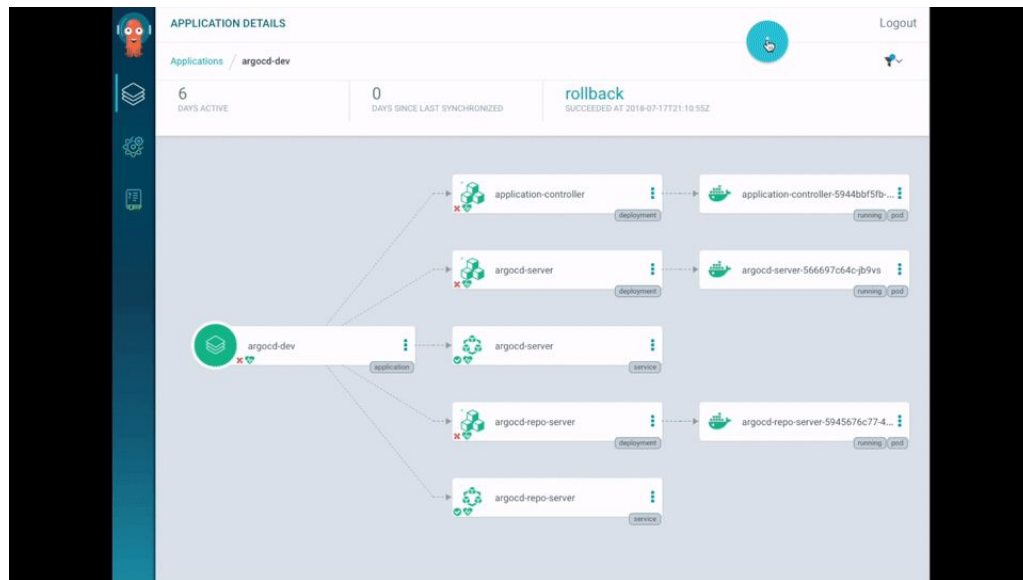 APPLICATION DETAILS
Logout
Applications / argocd-dev
6
DAYS ACTIVE
0
DAYS SINCE LAST SYNCHRONIZED
rollback
SUCCEEDED AT 2018-07-17T21:10:55Z
application-controller
deployment
application-controller-5944bbf5fb-...
running pod
argocd-server
deployment
argocd-server-566697c64c-jb9vs
running pod
argocd-dev
application
argocd-server
service
argocd-repo-server
deployment
argocd-repo-server-5945676c77-4...
running pod
argocd-repo-server
service